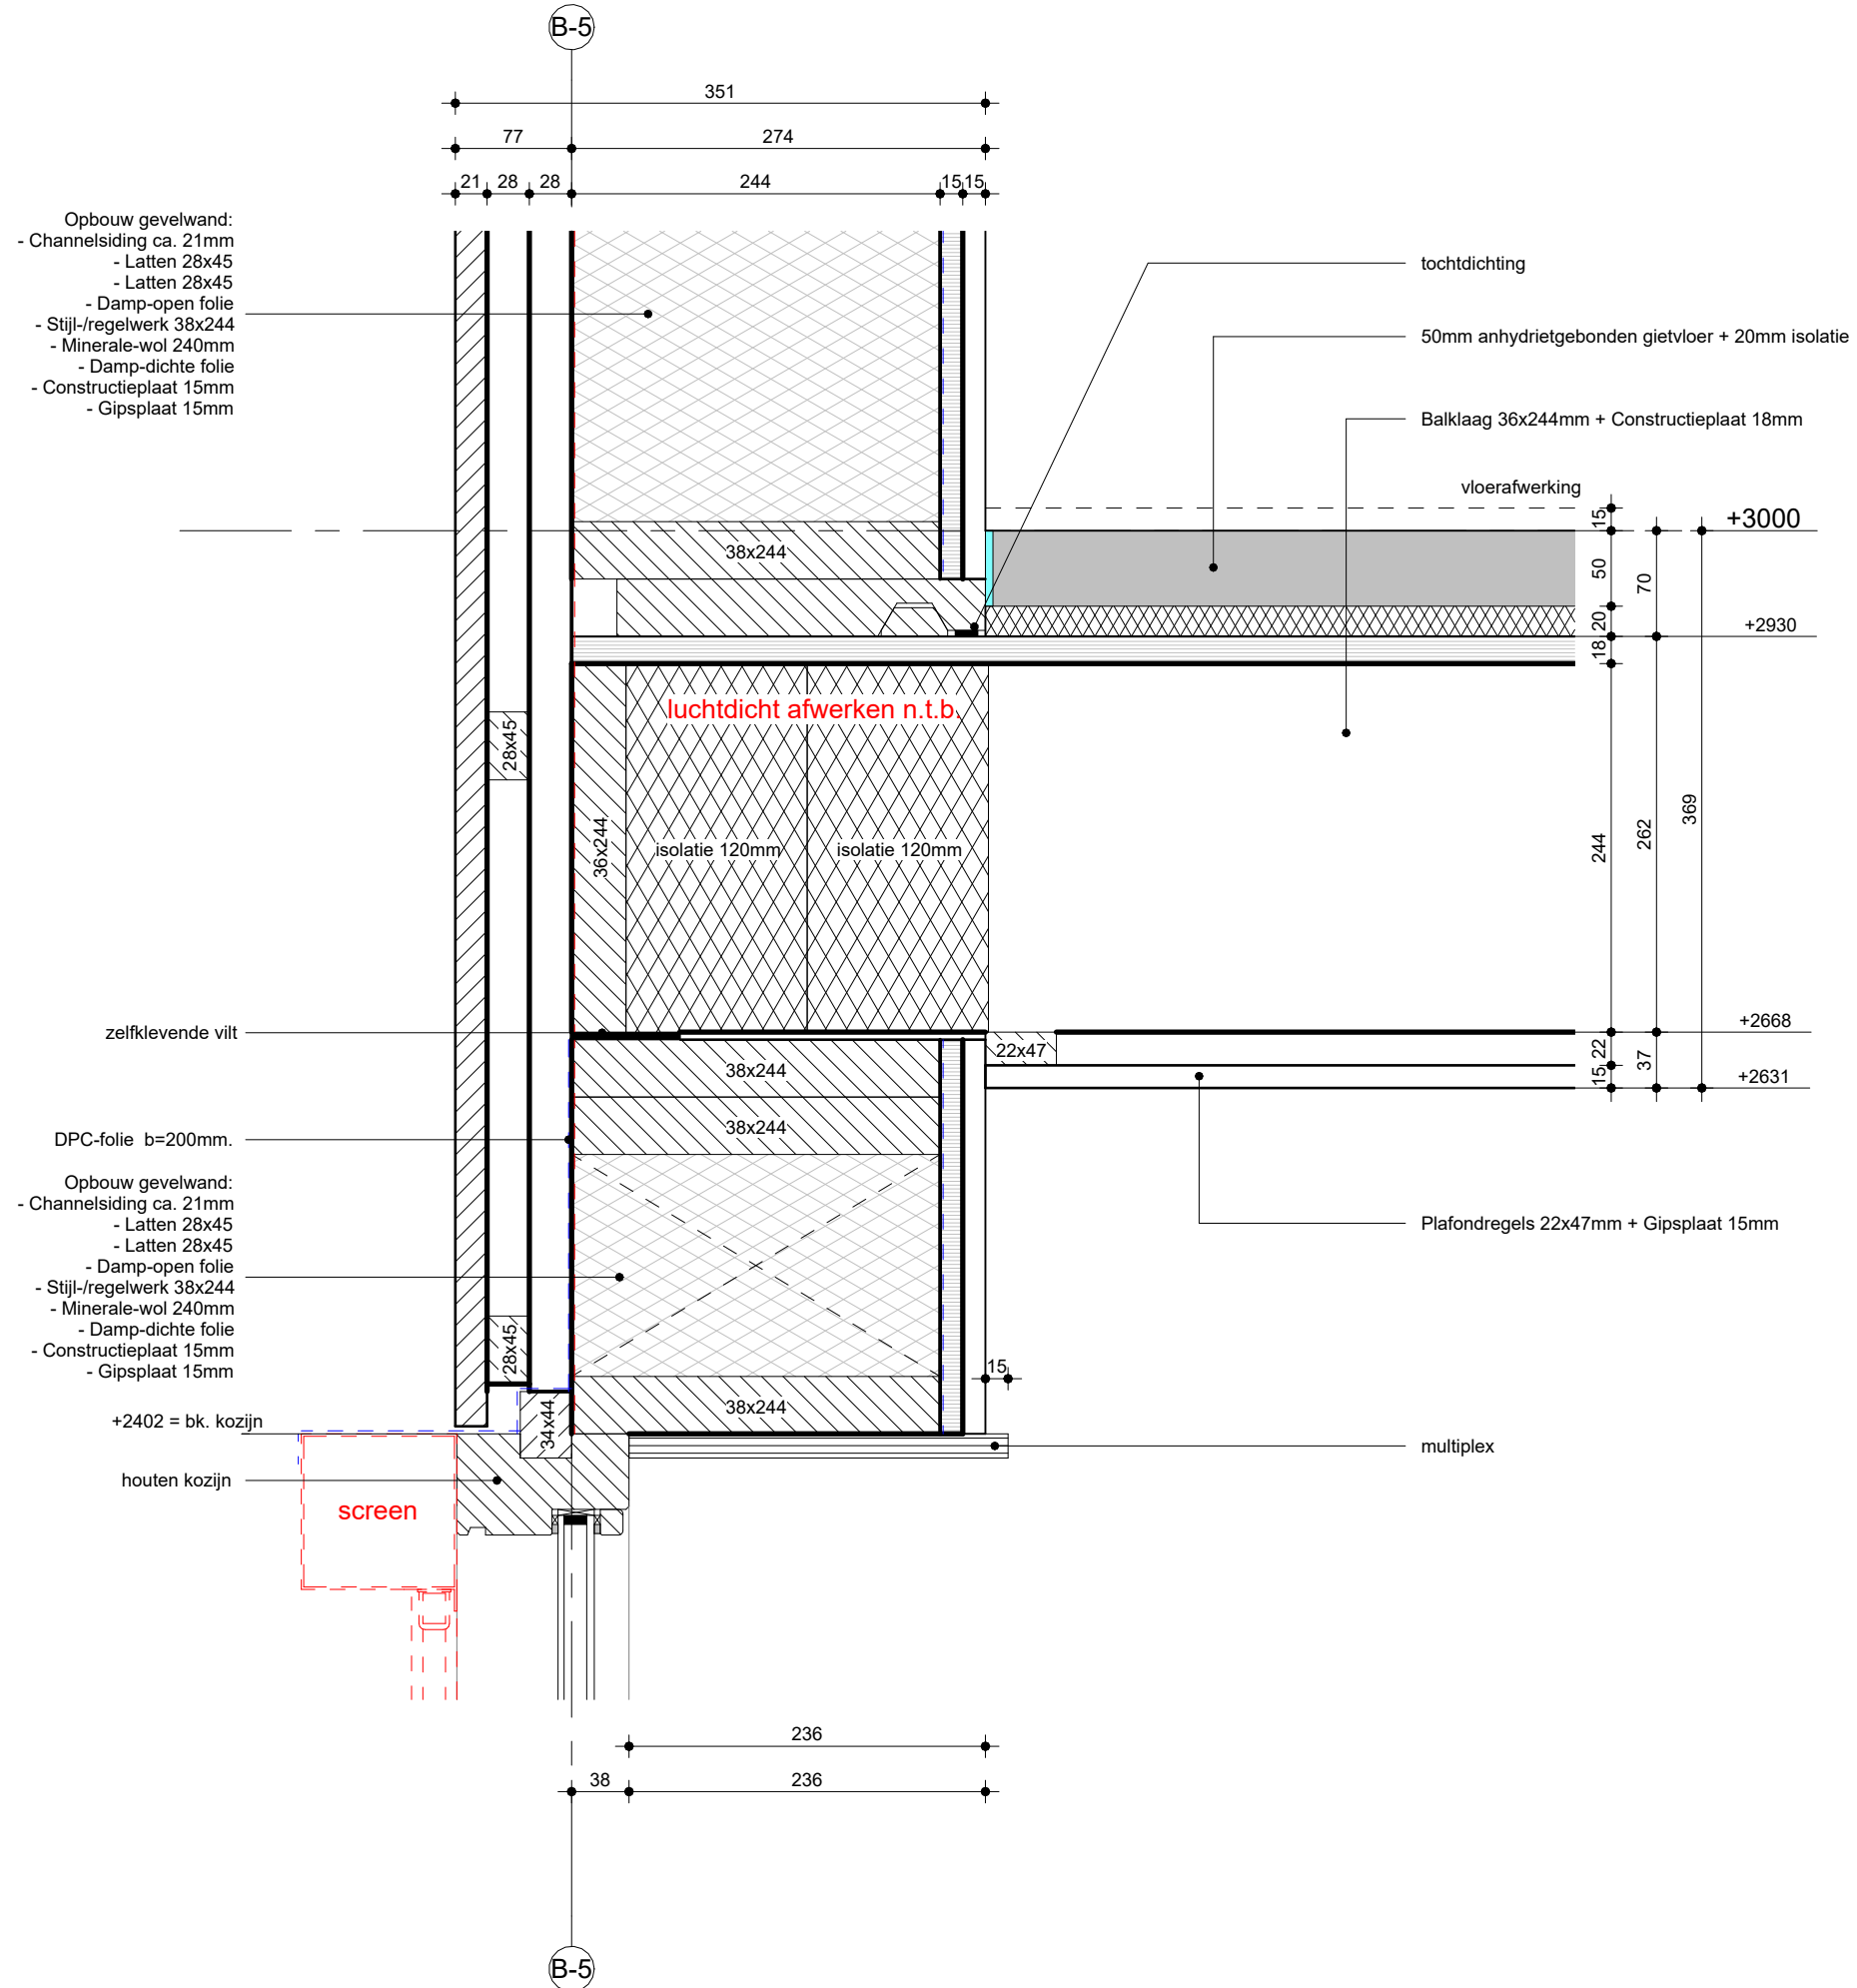 B-5
351
77
274
21
28
28
244
15
15
Opbouw gevelwand:
- Channelsiding ca. 21mm
- Latten 28x45
- Latten 28x45
- Damp-open folie
- Stijl-/regelwerk 38x244
- Minerale-wol 240mm
- Damp-dichte folie
- Constructieplaat 15mm
- Gipsplaat 15mm
tochtdichting
50mm anhydrietgebonden gietvloer + 20mm isolatie
Balklaag 36x244mm + Constructieplaat 18mm
vloerafwerking
15
+3000
38x244
50
70
20
+2930
18
luchtdicht afwerken n.t.b.
28x45
36x244
isolatie 120mm
isolatie 120mm
244
262
369
zelfklevende vilt
+2668
22x47
22
37
15
+2631
38x244
38x244
DPC-folie b=200mm.
Opbouw gevelwand:
- Channelsiding ca. 21mm
- Latten 28x45
- Latten 28x45
- Damp-open folie
- Stijl-/regelwerk 38x244
- Minerale-wol 240mm
- Damp-dichte folie
- Constructieplaat 15mm
- Gipsplaat 15mm
Plafondregels 22x47mm + Gipsplaat 15mm
28x45
15
38x244
34x44
+2402 = bk. kozijn
multiplex
houten kozijn
screen
236
38
236
B-5